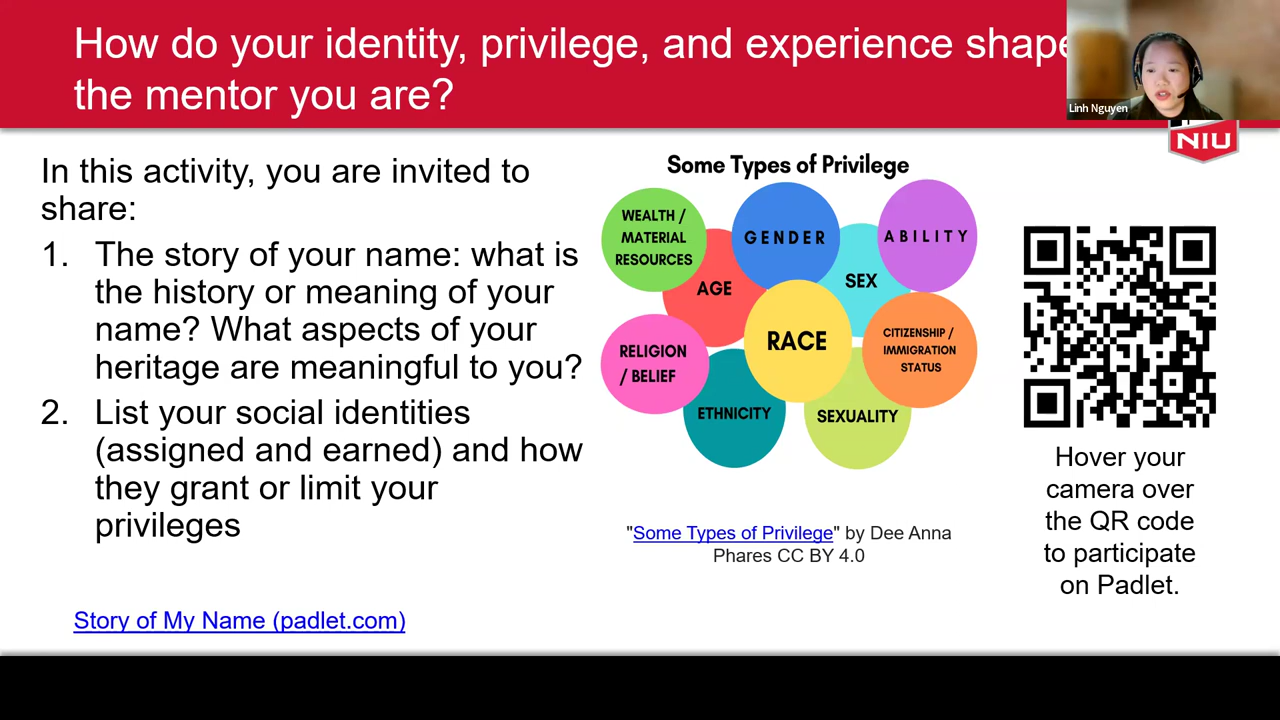 How do your identity, privilege, and experience shape
the mentor you are?
Linh Nguyen
NIU
In this activity, you are invited to
share:
1. The story of your name: what is
the history or meaning of your
name? What aspects of your
heritage are meaningful to you?
2. List your social identities
(assigned and earned) and how
they grant or limit your
privileges
Story of My Name (padlet.com)
Some Types of Privilege
WEALTH /
MATERIAL
RESOURCES
GENDER
ABILITY
AGE
SEX
RACE
RELIGION
/ BELIEF
CITIZENSHIP /
IMMIGRATION
STATUS
ETHNICITY
SEXUALITY
"Some Types of Privilege" by Dee Anna
Phares CC BY 4.0
Hover your
camera over
the QR code
to participate
on Padlet.